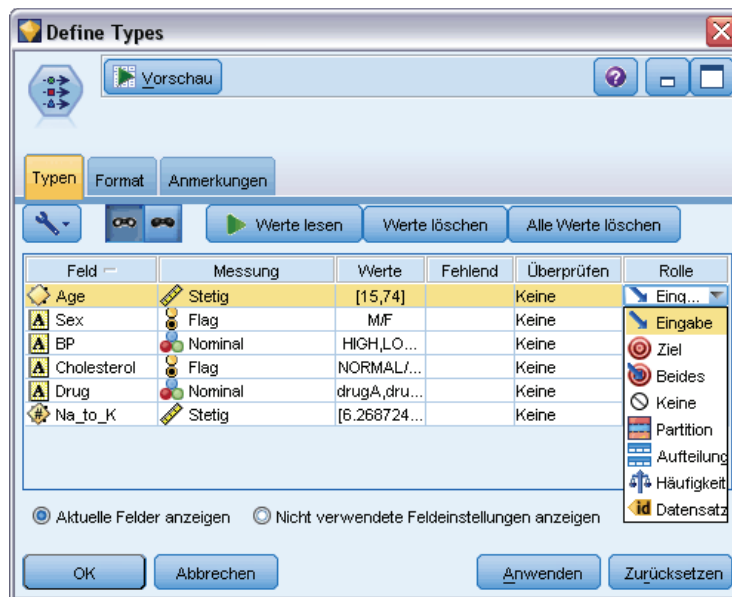 Define Types
Vorschau
Typen Format Anmerkungen
Werte lesen Werte löschen Alle Werte löschen
Feld Messung Werte Fehlend Überprüfen Rolle
Age Stetig [15,74] Keine Eing...
A Sex Flag M/F Keine
A BP Nominal HIGH,LO... Keine
A Cholesterol Flag NORMAL/... Keine
A Drug Nominal drugA,dru... Keine
# Na_to_K Stetig [6.268724... Keine
Eingabe
Ziel
Beides
Keine
Partition
Aufteilung
Häufigkeit
id Datensatz
Aktuelle Felder anzeigen Nicht verwendete Feldeinstellungen anzeigen
OK Abbrechen Anwenden Zurücksetzen